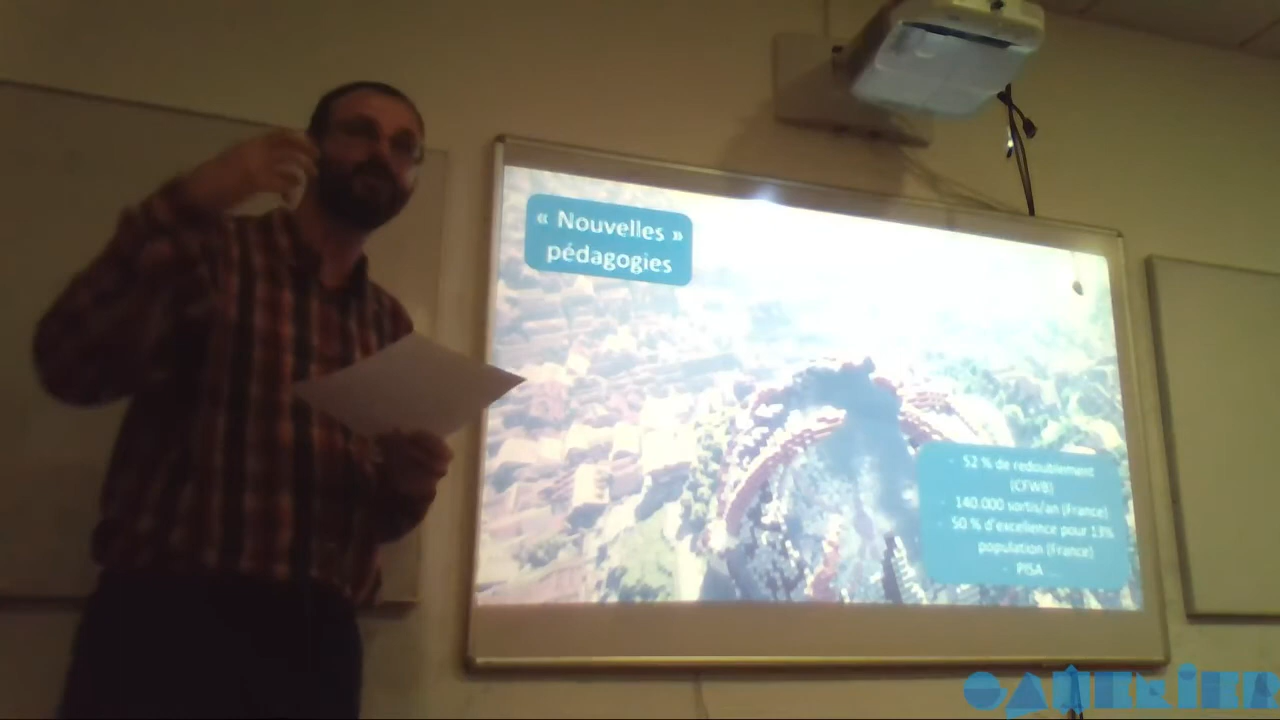 « Nouvelles »
pédagogies
- 52 % de redoublement
(CFWB)
- 140.000 sortis/an (France)
- 50 % d'excellence pour 13%
population (France)
- PISA